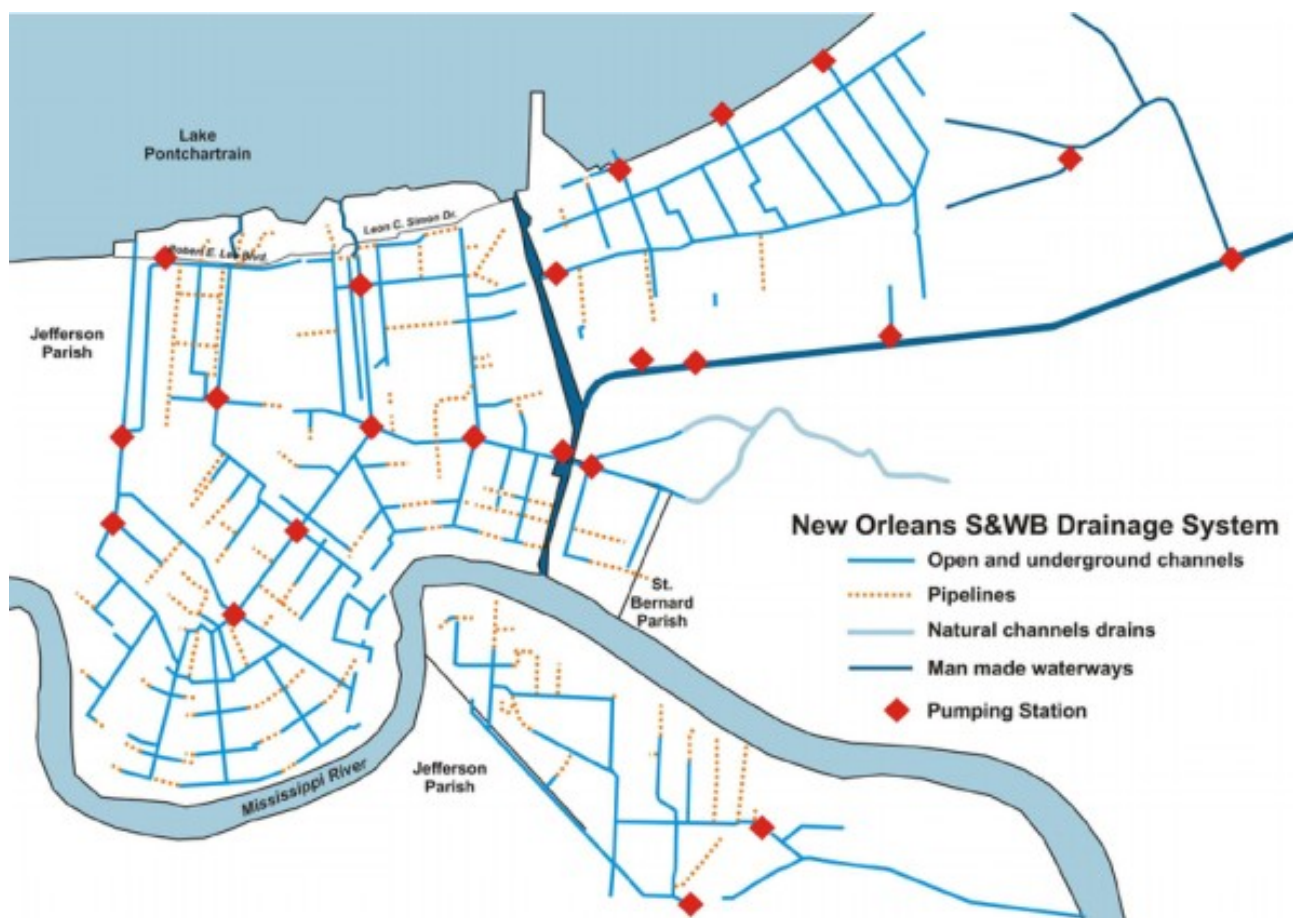 Lake
Pontchartrain
Leon C. Simon Dr.
Robert E. Lee Blvd.
Jefferson
Parish
New Orleans S&WB Drainage System
Open and underground channels
St.
Bernard
Parish
Pipelines
Natural channels drains
Man made waterways
Pumping Station
Jefferson
Parish
Mississippi River